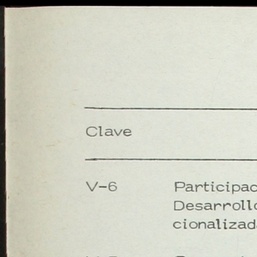 Clave
V-6 Participac
Desarrollo
cionalizad